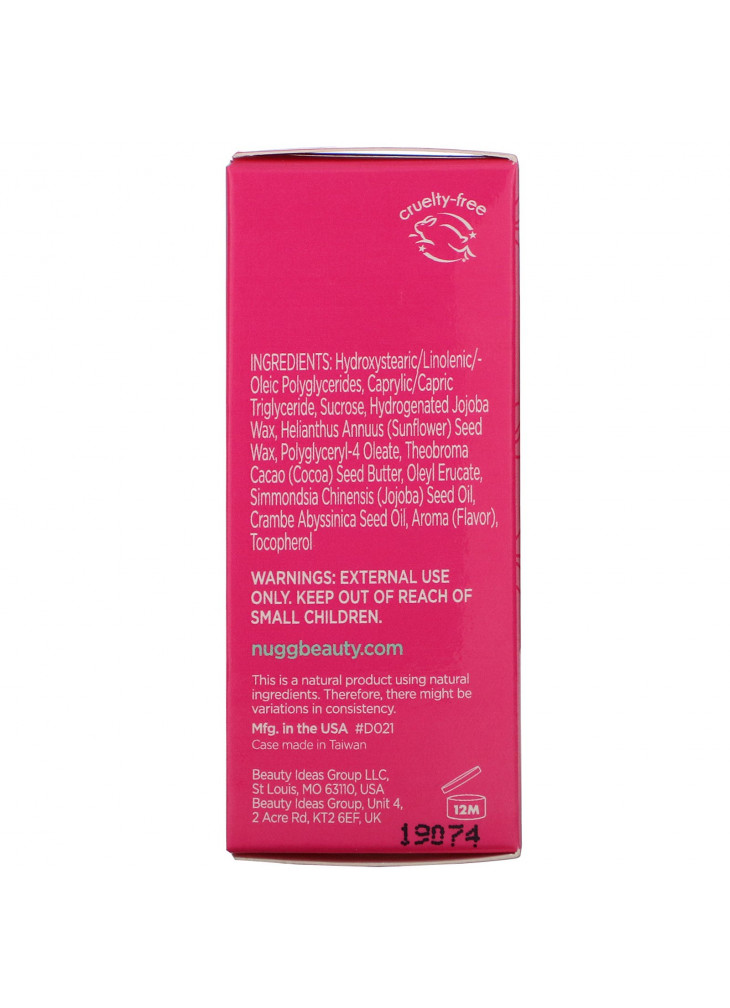 cruelty-free
INGREDIENTS: Hydroxystearic/Linolenic/-
Oleic Polyglycerides, Caprylic/Capric
Triglyceride, Sucrose, Hydrogenated Jojoba
Wax, Helianthus Annuus (Sunflower) Seed
Wax, Polyglyceryl-4 Oleate, Theobroma
Cacao (Cocoa) Seed Butter, Oleyl Erucate,
Simmondsia Chinensis (Jojoba) Seed Oil,
Crambe Abyssinica Seed Oil, Aroma (Flavor),
Tocopherol
WARNINGS: EXTERNAL USE
ONLY. KEEP OUT OF REACH OF
SMALL CHILDREN.
nuggbeauty.com
This is a natural product using natural
ingredients. Therefore, there might be
variations in consistency.
Mfg. in the USA #D021
Case made in Taiwan
Beauty Ideas Group LLC,
St Louis, MO 63110, USA
Beauty Ideas Group, Unit 4,
2 Acre Rd, KT2 6EF, UK
12M
19074